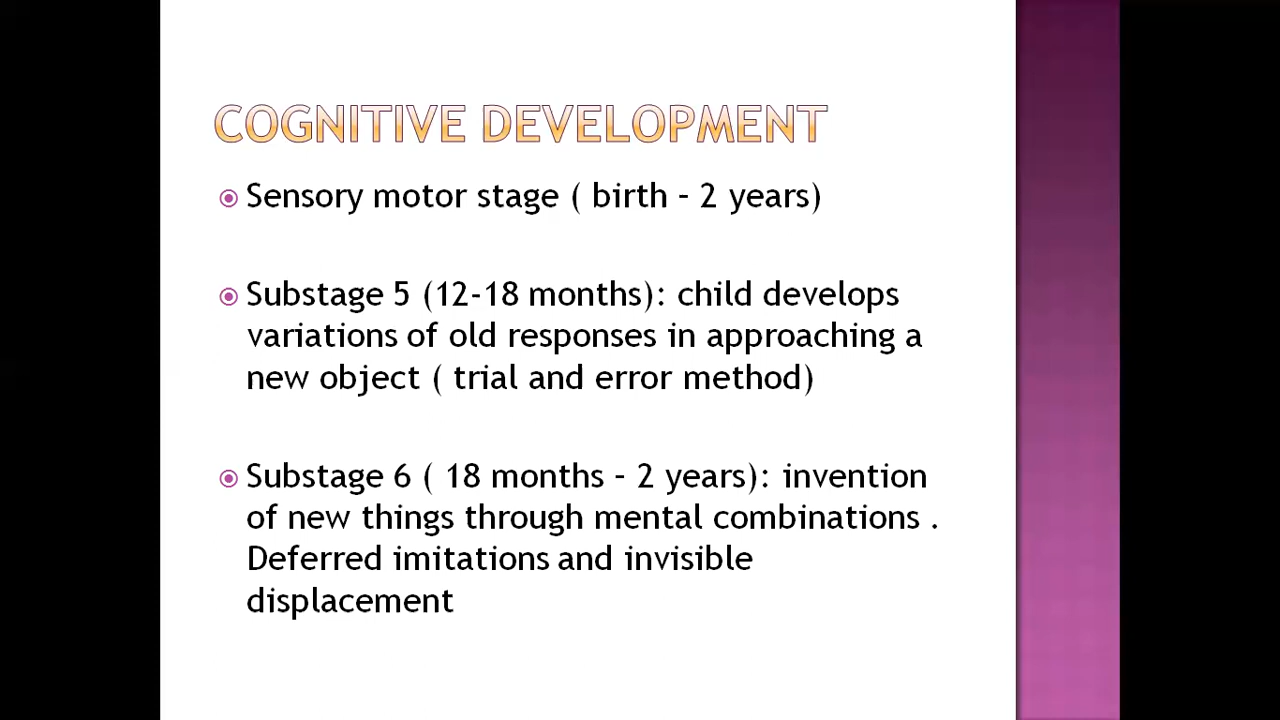 COGNITIVE DEVELOPMENT
Sensory motor stage ( birth – 2 years)
Substage 5 (12-18 months): child develops
variations of old responses in approaching a
new object ( trial and error method)
Substage 6 ( 18 months – 2 years): invention
of new things through mental combinations .
Deferred imitations and invisible
displacement